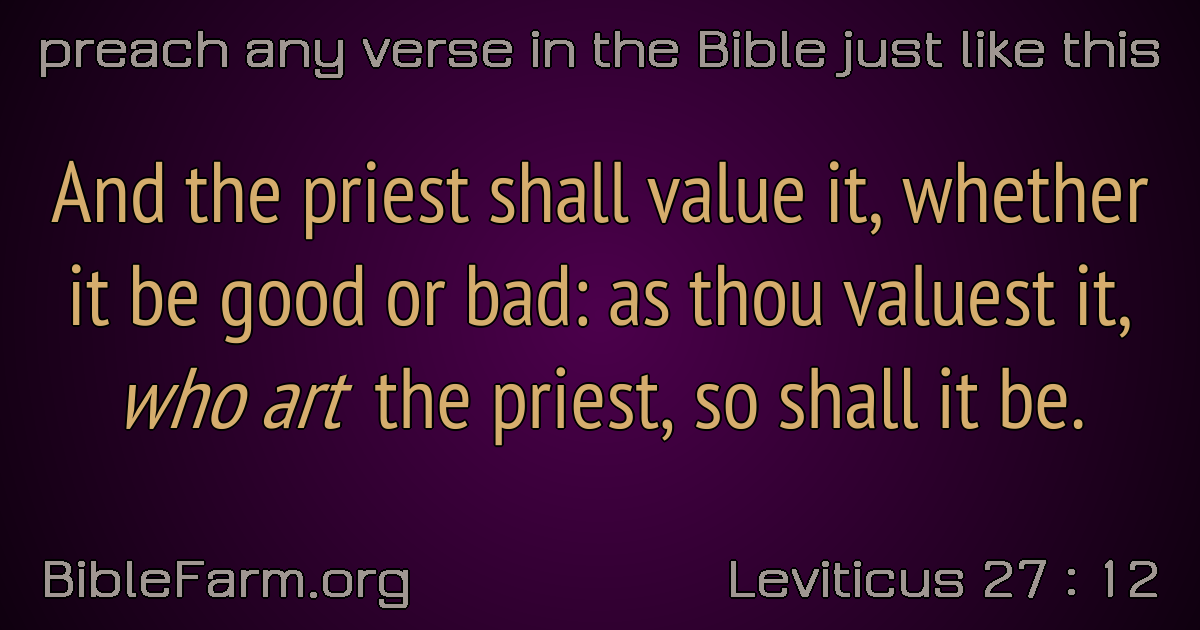 preach any verse in the Bible just like this
And the priest shall value it, whether
it be good or bad: as thou valuest it,
who art the priest, so shall it be.
BibleFarm.org
Leviticus 27 : 12